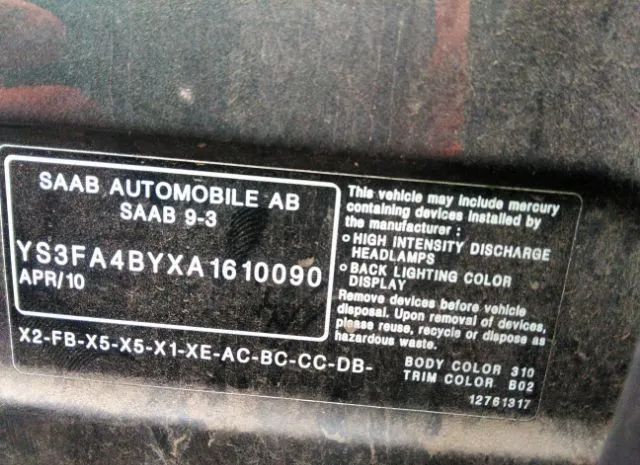 SAAB AUTOMOBILE AB
SAAB 9-3
YS3FA4BYXA1610090
APR/10
X2-FB-X5-X5-X1-XE-AC-BC-CC-DB-
This vehicle may include mercury
containing devices installed by
the manufacturer :
o HIGH INTENSITY DISCHARGE
HEADLAMPS
o BACK LIGHTING COLOR
DISPLAY
Remove devices before vehicle
disposal. Upon removal of devices,
please reuse, recycle or dispose as
hazardous waste.
BODY COLOR 310
TRIM COLOR B02
12761317